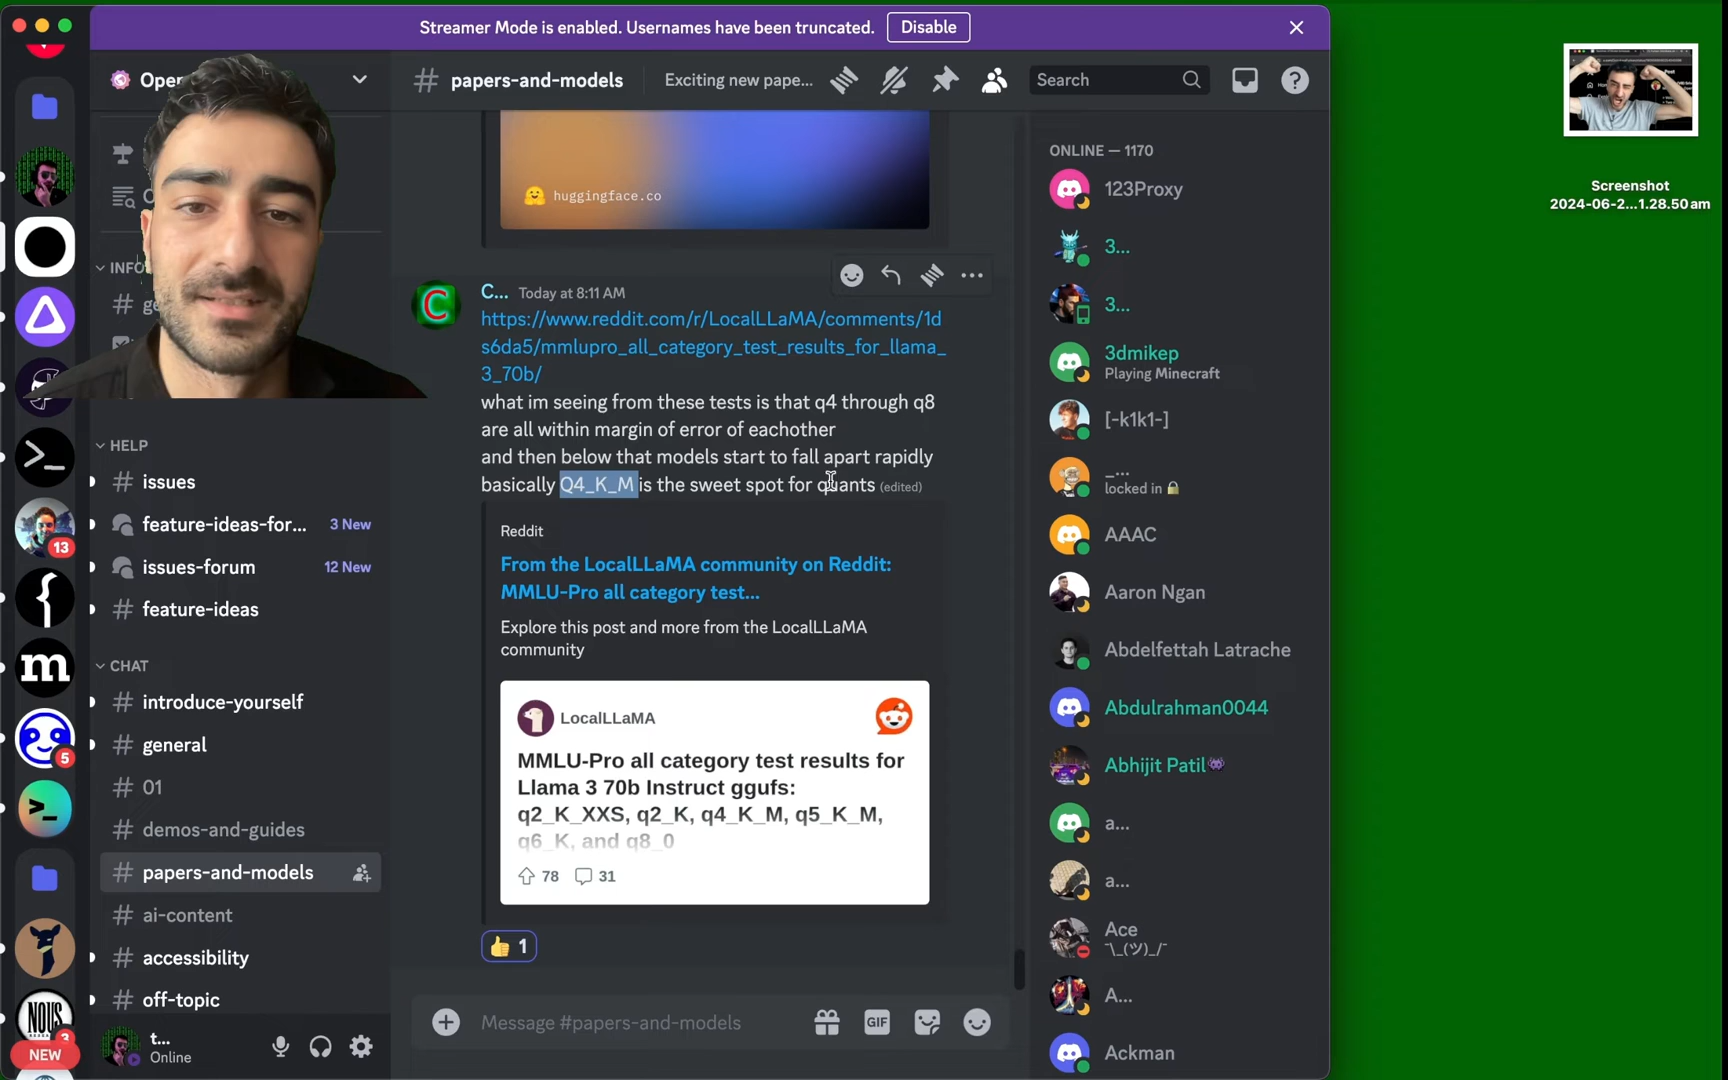 Streamer Mode is enabled. Usernames have been truncated. Disable
Oper
papers-and-models
Exciting new pape...
Search
INFO
ge
HELP
issues
feature-ideas-for... 3 New
issues-forum 12 New
feature-ideas
CHAT
introduce-yourself
general
01
demos-and-guides
papers-and-models
ai-content
accessibility
off-topic
t...
Online
13
m
5
NOUS
3
NEW
huggingface.co
C
C... Today at 8:11 AM
https://www.reddit.com/r/LocalLLaMA/comments/1d
s6da5/mmlupro_all_category_test_results_for_llama_
3_70b/
what im seeing from these tests is that q4 through q8
are all within margin of error of eachother
and then below that models start to fall apart rapidly
basically Q4_K_M is the sweet spot for quants (edited)
Reddit
From the LocalLLaMA community on Reddit:
MMLU-Pro all category test...
Explore this post and more from the LocalLLaMA
community
LocalLLaMA
MMLU-Pro all category test results for
Llama 3 70b Instruct ggufs:
q2_K_XXS, q2_K, q4_K_M, q5_K_M,
q6_K, and q8_0
78 31
1
Message #papers-and-models
GIF
ONLINE — 1170
123Proxy
3...
3...
3dmikep
Playing Minecraft
[-k1k1-]
_...
locked in
AAAC
Aaron Ngan
Abdelfettah Latrache
Abdulrahman0044
Abhijit Patil
a...
a...
Ace
¯\_(ツ)_/¯
A...
Ackman
Screenshot
2024-06-2...1.28.50 am